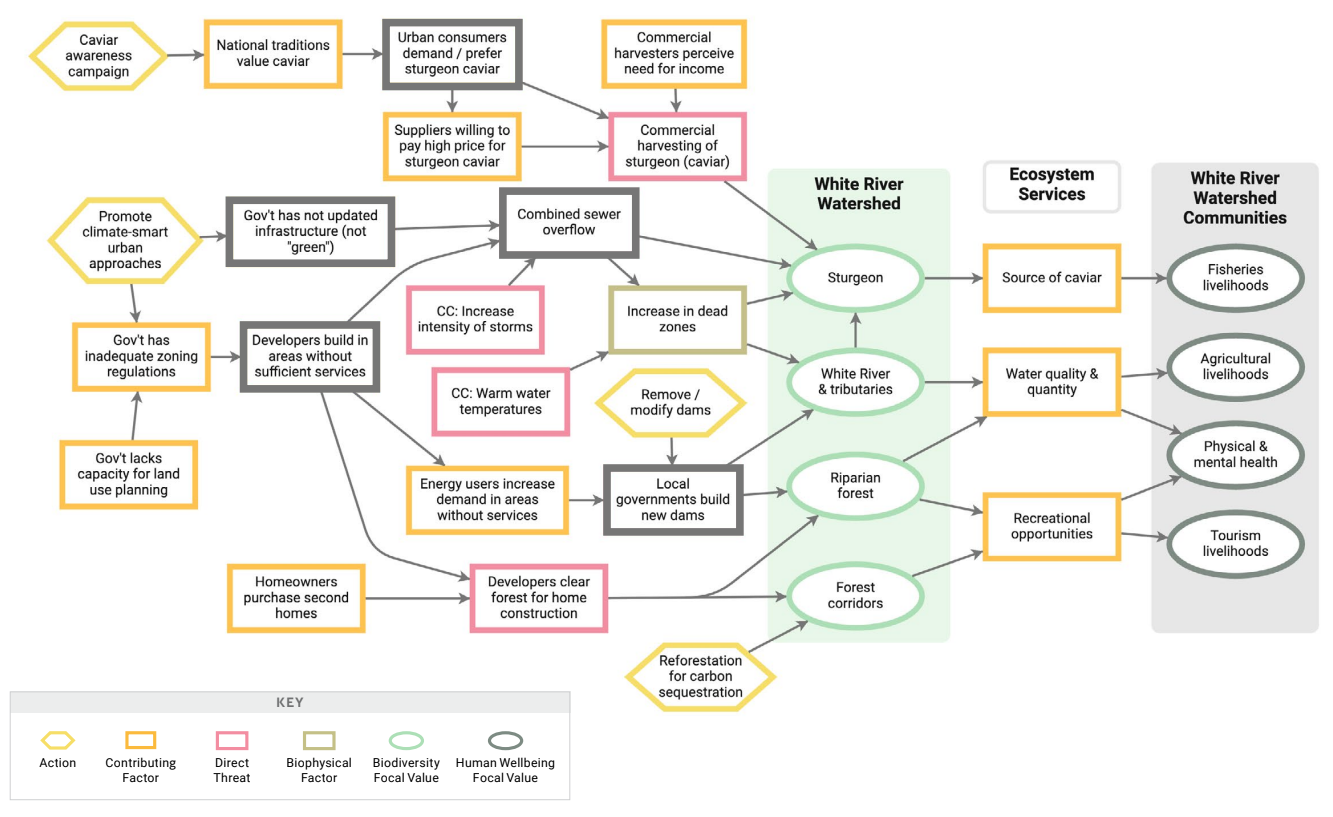 Caviar
awareness
campaign
National traditions
value caviar
Urban consumers
demand / prefer
sturgeon caviar
Commercial
harvesters perceive
need for income
Suppliers willing to
pay high price for
sturgeon caviar
Commercial
harvesting of
sturgeon (caviar)
White River
Watershed
Ecosystem
Services
White River
Watershed
Communities
Promote
climate-smart
urban
approaches
Gov't has not updated
infrastructure (not
"green")
Combined sewer
overflow
Sturgeon
Source of caviar
Fisheries
livelihoods
CC: Increase
intensity of storms
Increase in dead
zones
Gov't has
inadequate zoning
regulations
Developers build in
areas without
sufficient services
CC: Warm water
temperatures
Remove /
modify dams
White River
& tributaries
Water quality &
quantity
Agricultural
livelihoods
Gov't lacks
capacity for land
use planning
Energy users increase
demand in areas
without services
Local
governments build
new dams
Riparian
forest
Physical &
mental health
Recreational
opportunities
Tourism
livelihoods
Homeowners
purchase second
homes
Developers clear
forest for home
construction
Forest
corridors
Reforestation
for carbon
sequestration
KEY
Action
Contributing
Factor
Direct
Threat
Biophysical
Factor
Biodiversity
Focal Value
Human Wellbeing
Focal Value